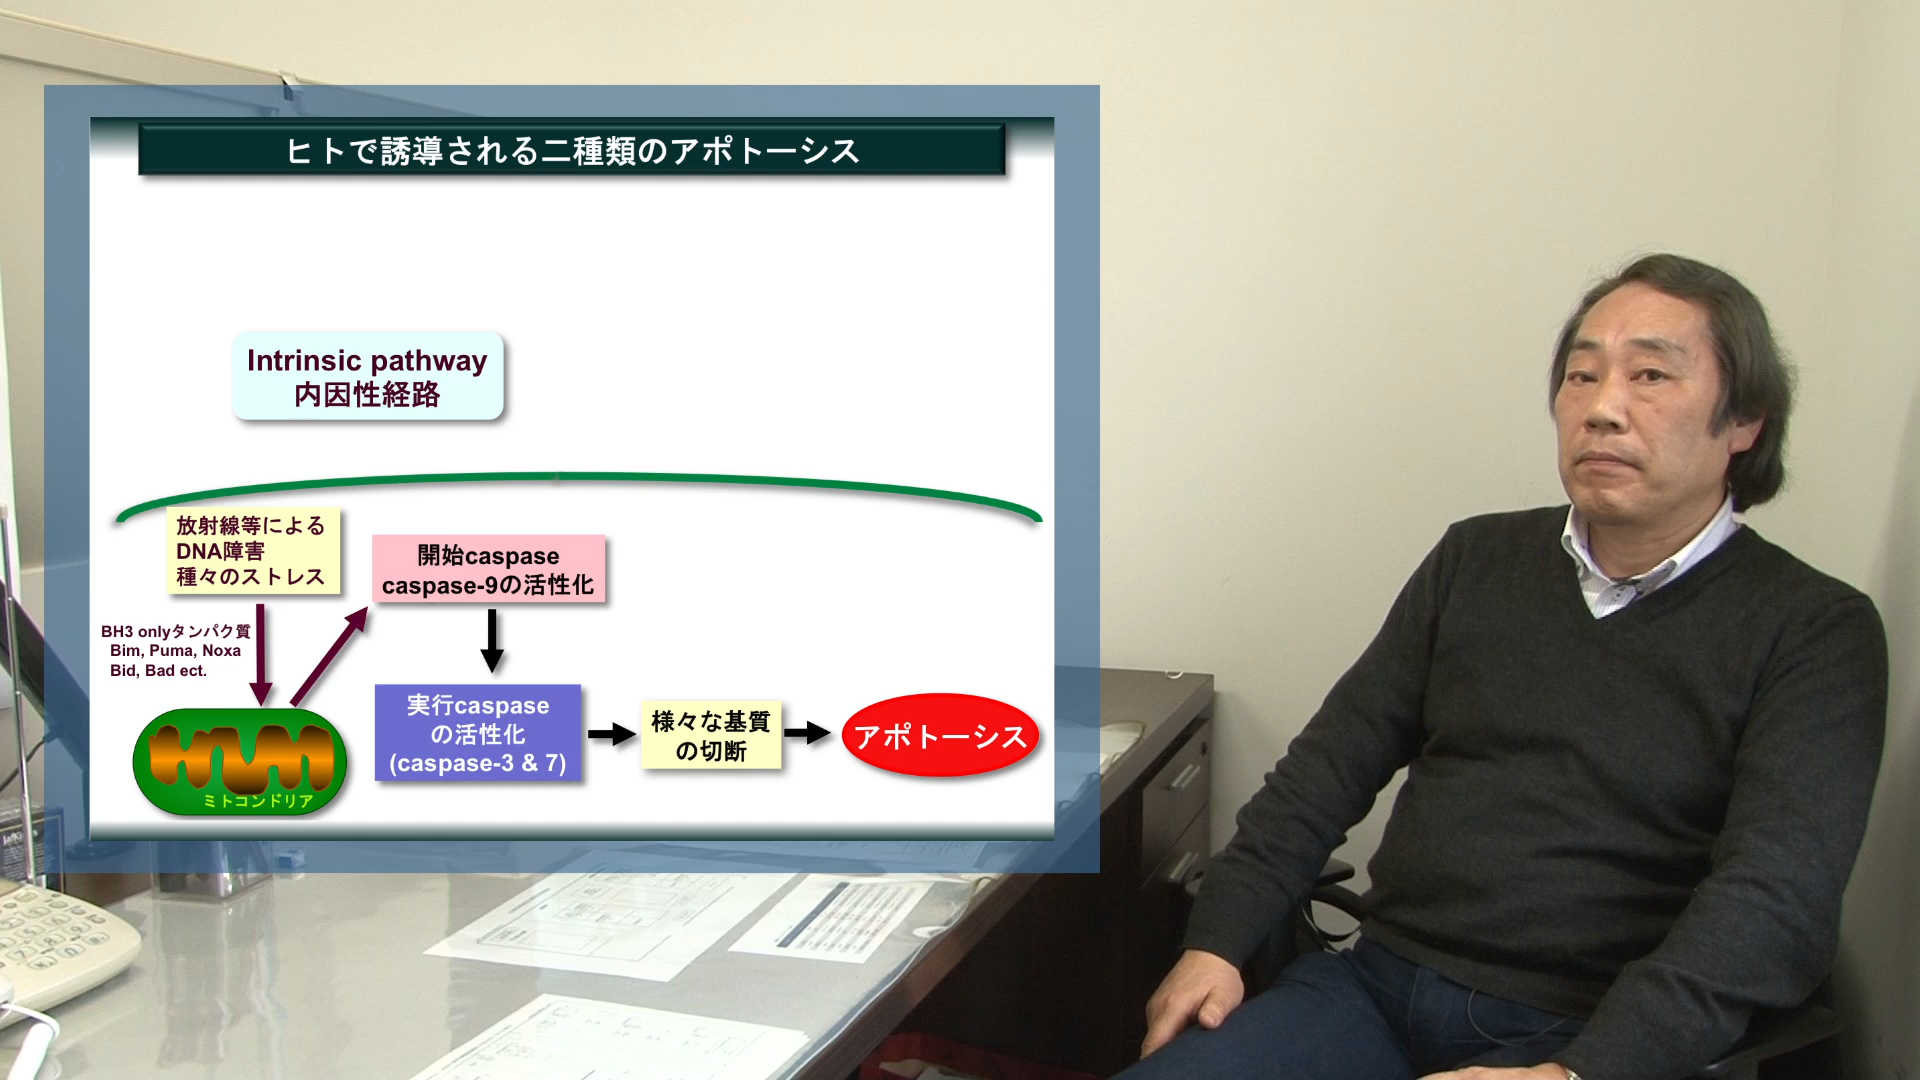 ヒトで誘導される二種類のアポトーシス
Intrinsic pathway
内因性経路
放射線等による
DNA障害
種々のストレス
開始caspase
caspase-9の活性化
BH3 onlyタンパク質
Bim, Puma, Noxa
Bid, Bad ect.
実行caspase
の活性化
(caspase-3 & 7)
様々な基質
の切断
アポトーシス
ミトコンドリア